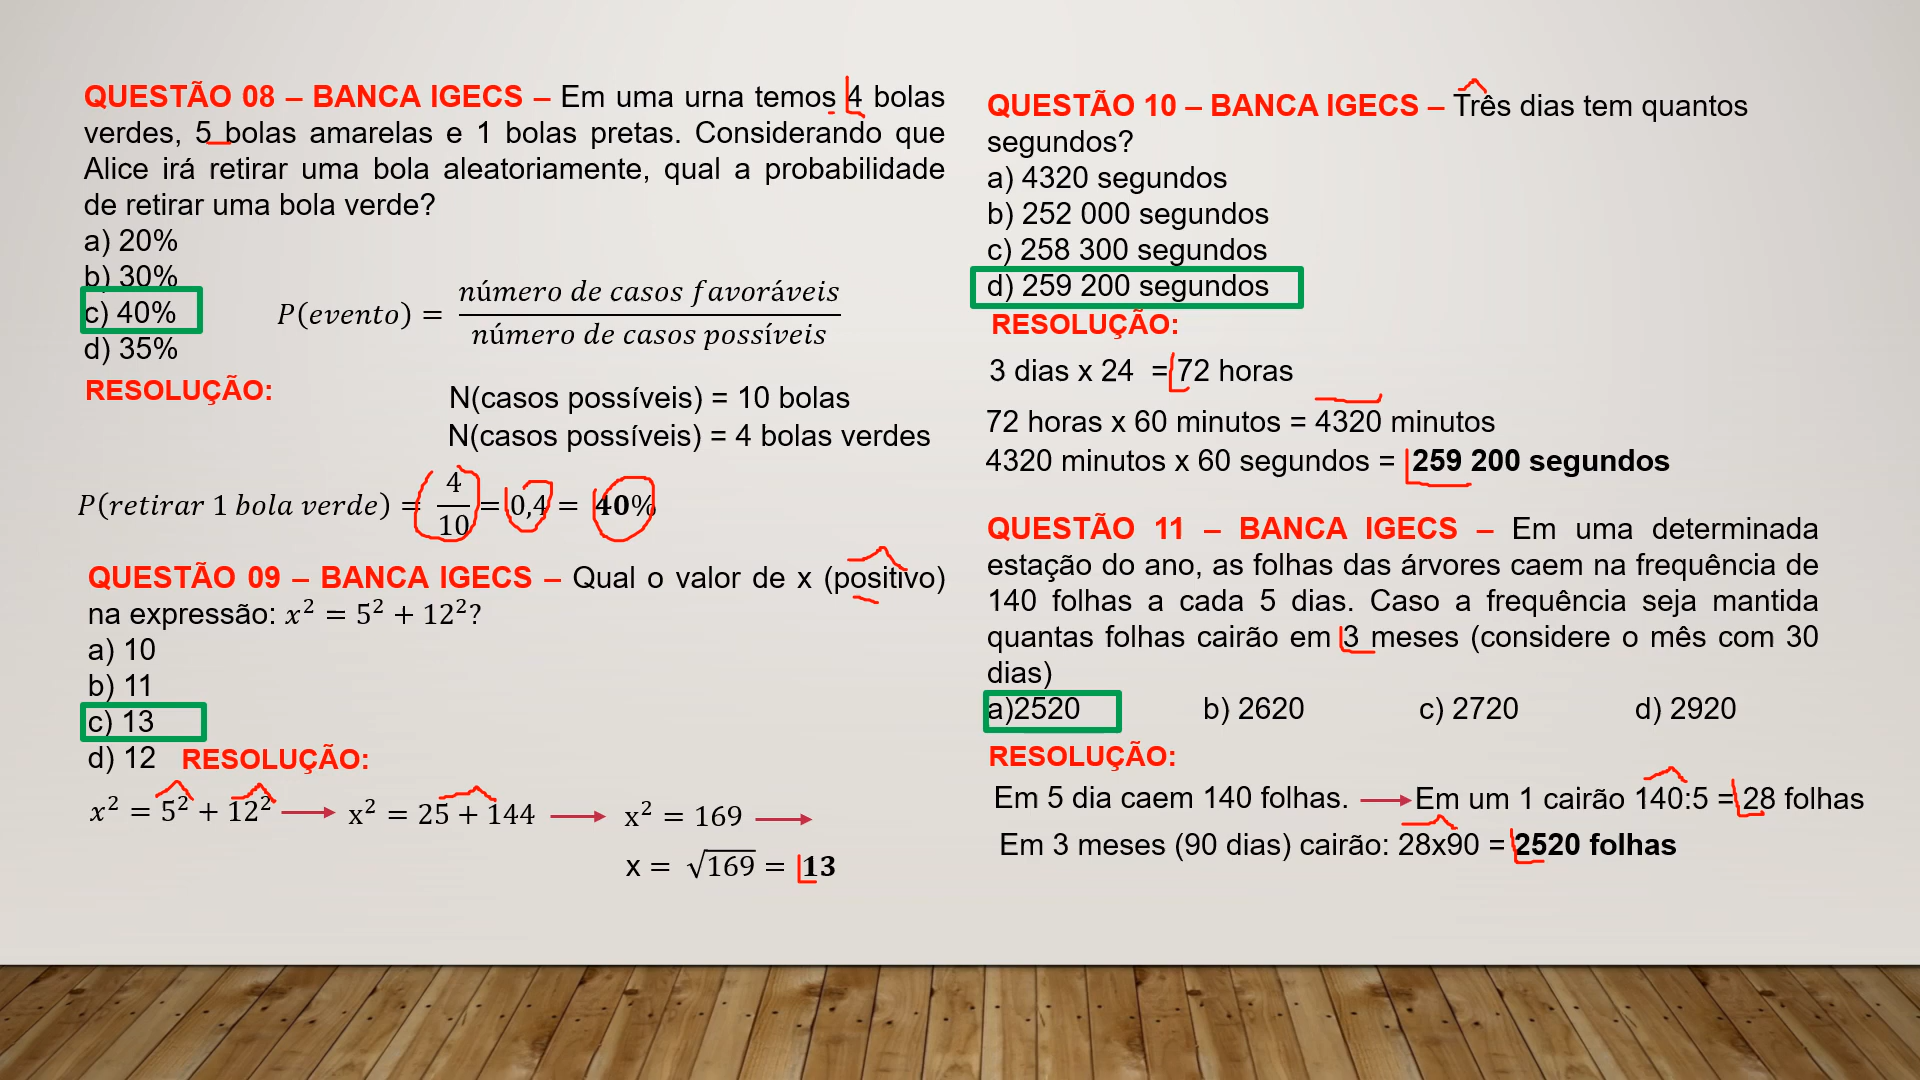 QUESTÃO 08 – BANCA IGECS – Em uma urna temos 4 bolas
verdes, 5 bolas amarelas e 1 bolas pretas. Considerando que
Alice irá retirar uma bola aleatoriamente, qual a probabilidade
de retirar uma bola verde?
a) 20%
b) 30%
c) 40%
d) 35%
P(evento) = número de casos favoráveis / número de casos possíveis
RESOLUÇÃO:
N(casos possíveis) = 10 bolas
N(casos possíveis) = 4 bolas verdes
P(retirar 1 bola verde) = 4/10 = 0,4 = 40%
QUESTÃO 09 – BANCA IGECS – Qual o valor de x (positivo)
na expressão: x² = 5² + 12²?
a) 10
b) 11
c) 13
d) 12
RESOLUÇÃO:
x² = 5² + 12² → x² = 25 + 144 → x² = 169 →
x = √169 = 13
QUESTÃO 10 – BANCA IGECS – Três dias tem quantos
segundos?
a) 4320 segundos
b) 252 000 segundos
c) 258 300 segundos
d) 259 200 segundos
RESOLUÇÃO:
3 dias x 24 = 72 horas
72 horas x 60 minutos = 4320 minutos
4320 minutos x 60 segundos = 259 200 segundos
QUESTÃO 11 – BANCA IGECS – Em uma determinada
estação do ano, as folhas das árvores caem na frequência de
140 folhas a cada 5 dias. Caso a frequência seja mantida
quantas folhas cairão em 3 meses (considere o mês com 30
dias)
a)2520 b) 2620 c) 2720 d) 2920
RESOLUÇÃO:
Em 5 dia caem 140 folhas. → Em um 1 cairão 140:5 = 28 folhas
Em 3 meses (90 dias) cairão: 28x90 = 2520 folhas